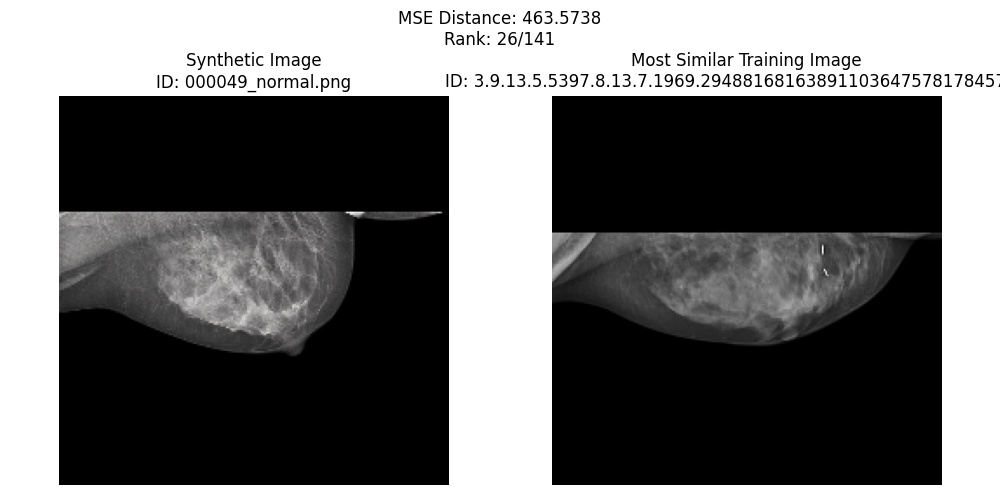 MSE Distance: 463.5738
Rank: 26/141
Synthetic Image
ID: 000049_normal.png
Most Similar Training Image
ID: 3.9.13.5.5397.8.13.7.1969.29488168163891103647578178457